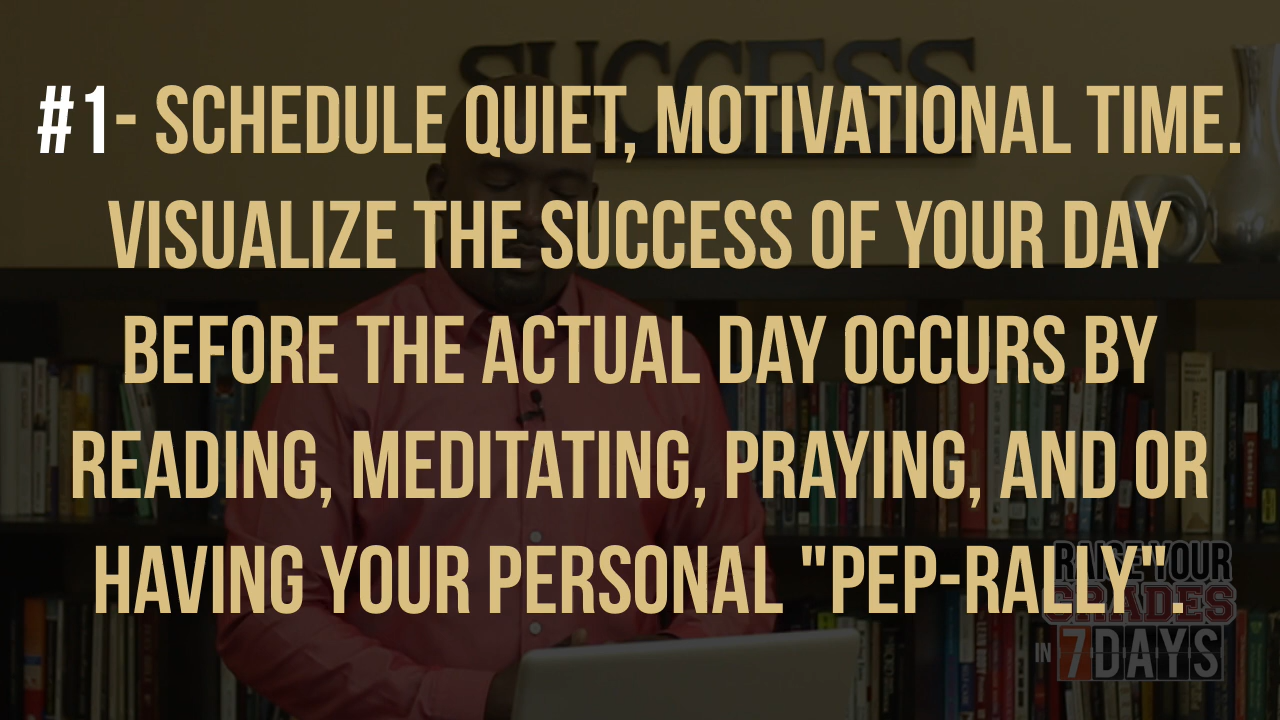 SUCCESS
#1- SCHEDULE QUIET, MOTIVATIONAL TIME.
VISUALIZE THE SUCCESS OF YOUR DAY
BEFORE THE ACTUAL DAY OCCURS BY
READING, MEDITATING, PRAYING, AND OR
HAVING YOUR PERSONAL "PEP-RALLY".
RAISE YOUR
GRADES
IN 7 DAYS